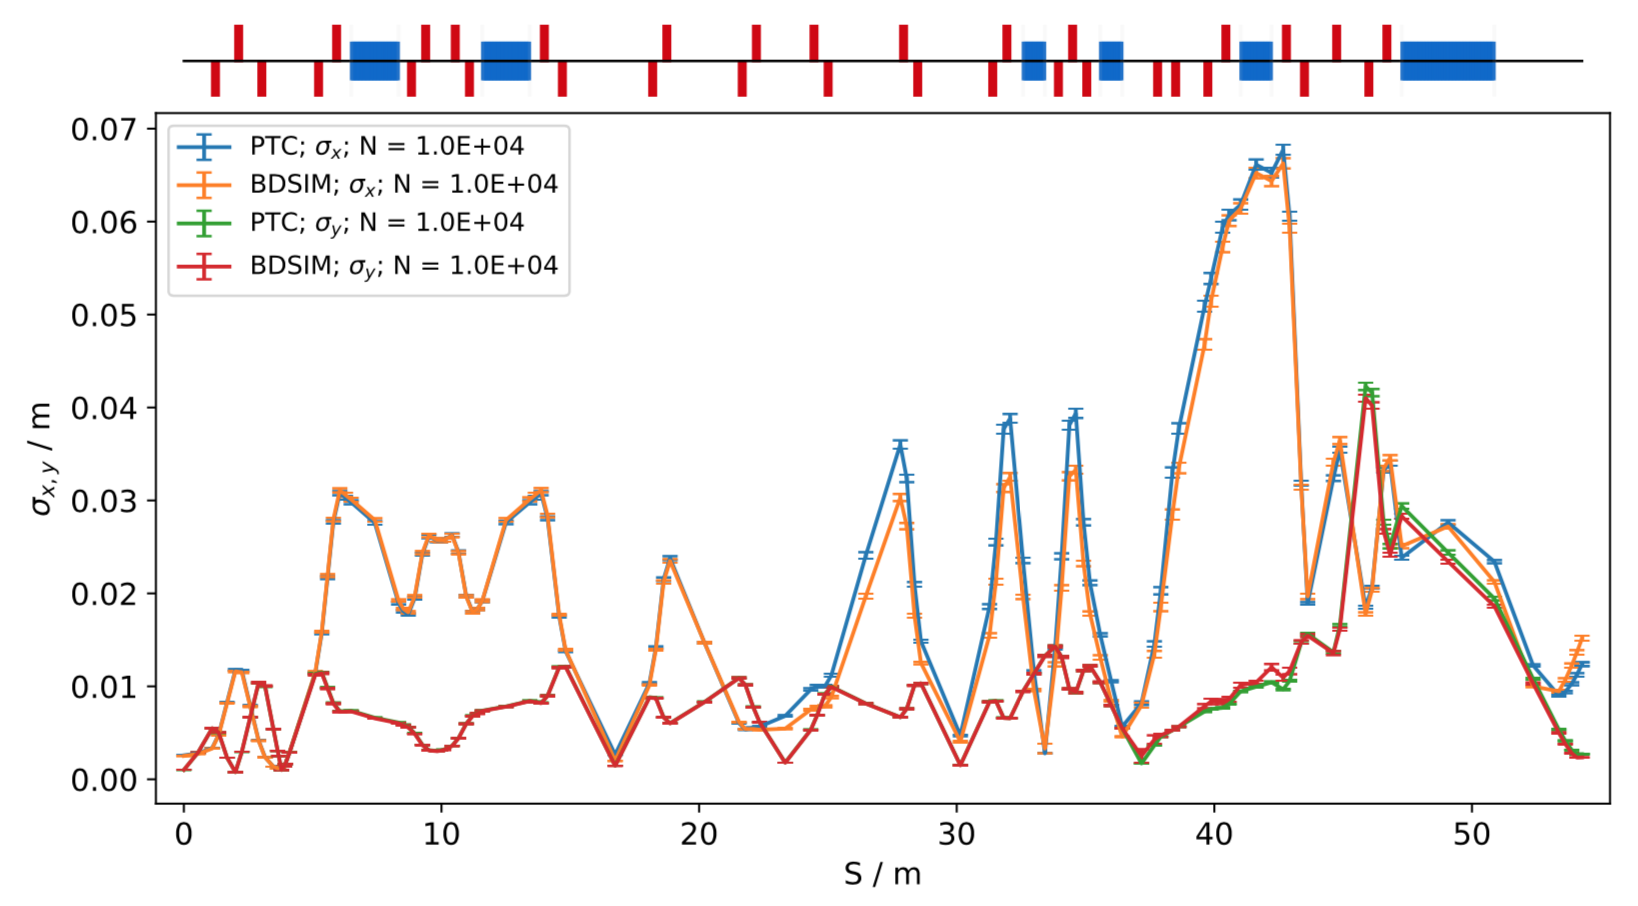 PTC; σx; N = 1.0E+04
BDSIM; σx; N = 1.0E+04
PTC; σy; N = 1.0E+04
BDSIM; σy; N = 1.0E+04
0.07
0.06
0.05
0.04
0.03
0.02
0.01
0.00
σx,y / m
0 10 20 30 40 50
S / m